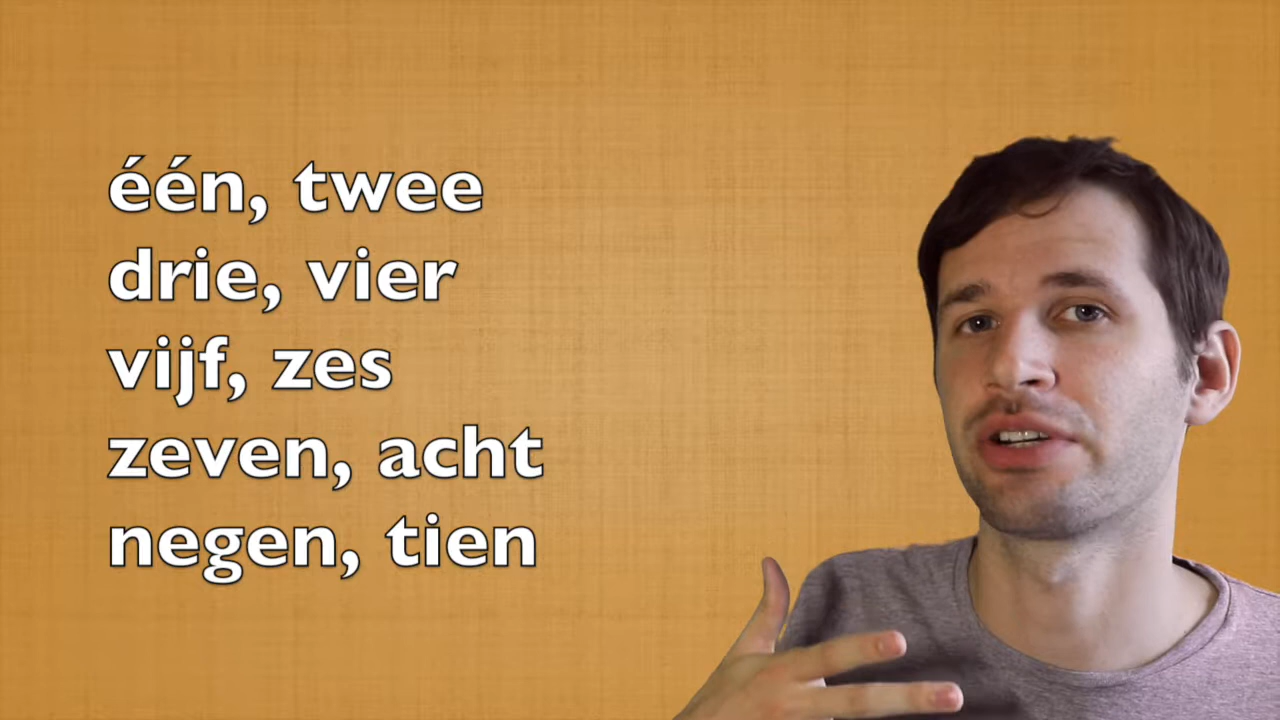 één, twee
drie, vier
vijf, zes
zeven, acht
negen, tien